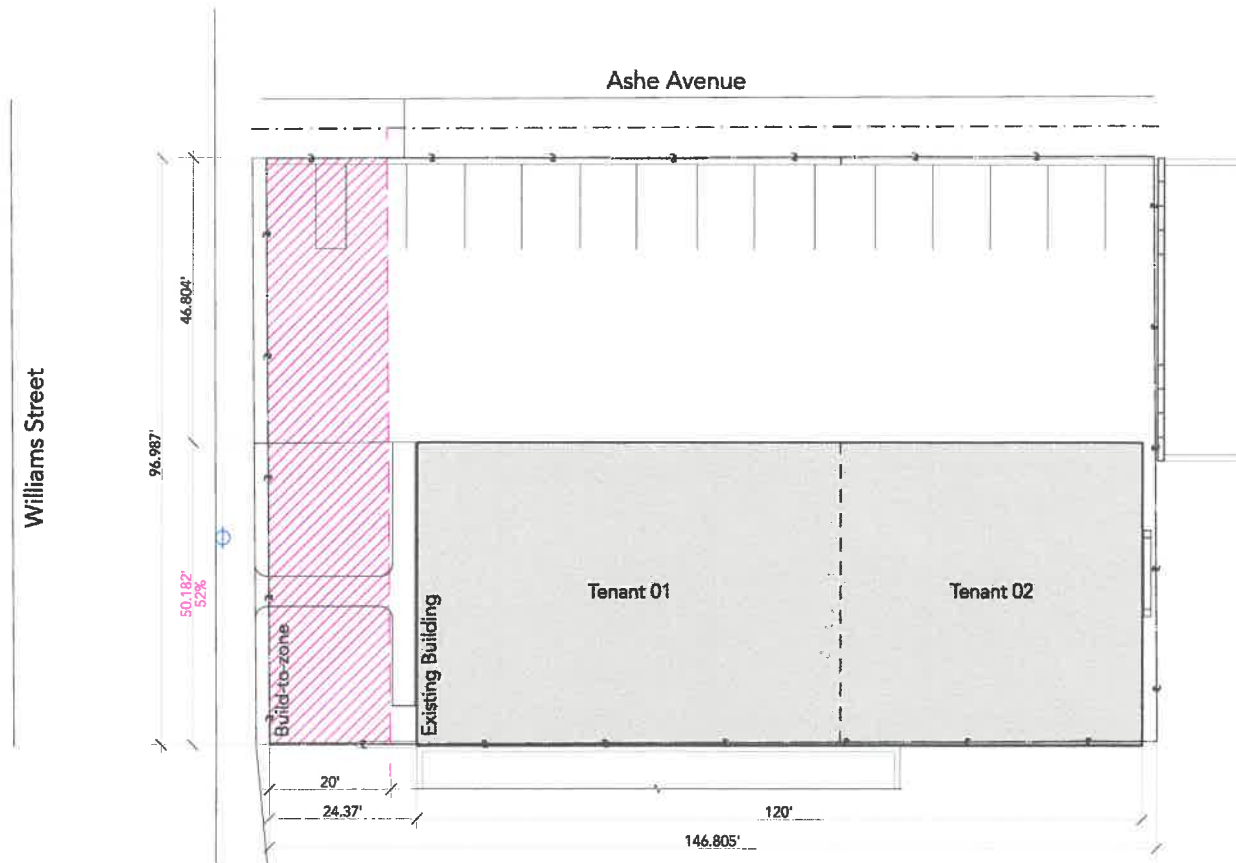 Ashe Avenue
Williams Street
96.987'
46.804'
50.182'
52%
Build-to-zone
Existing Building
Tenant 01
Tenant 02
20'
24.37'
120'
146.805'